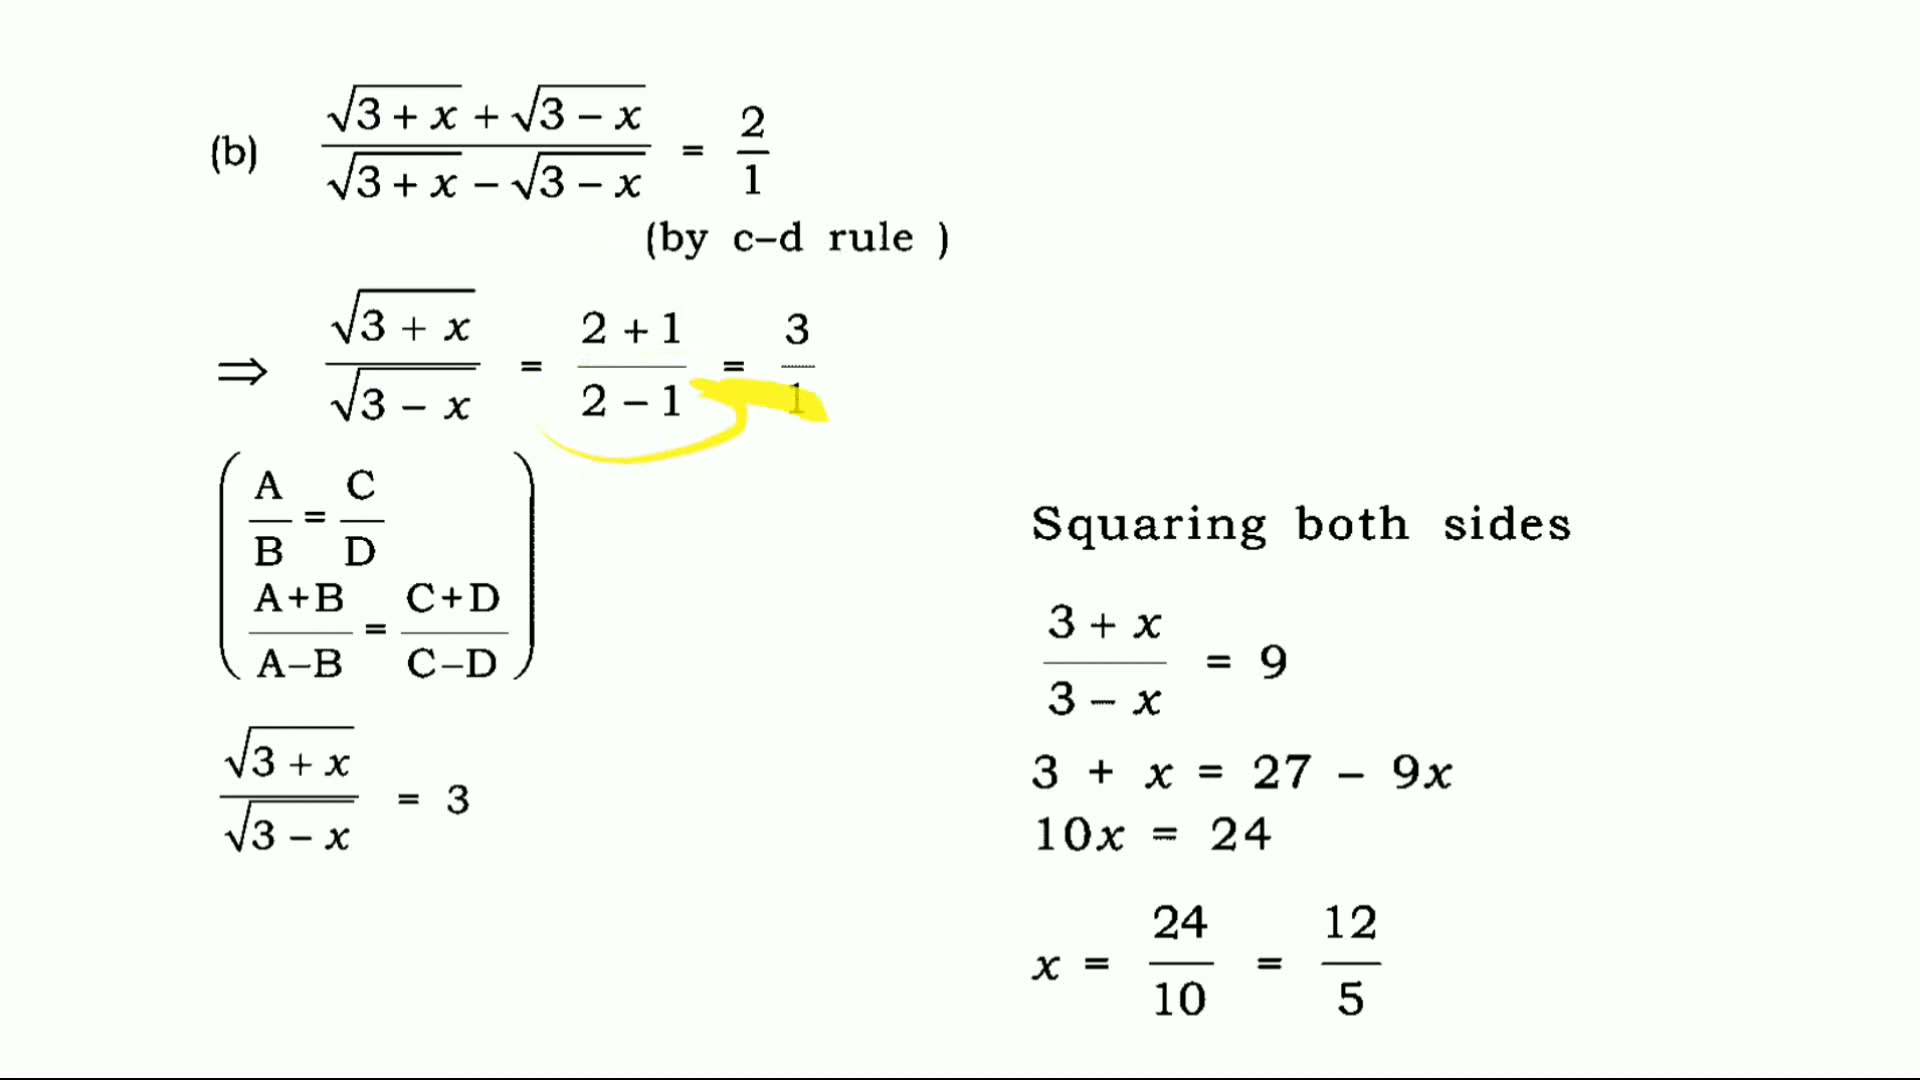 (b) (√(3 + x) + √(3 – x)) / (√(3 + x) – √(3 – x)) = 2/1
(by c–d rule )
⇒ √(3 + x) / √(3 – x) = (2 + 1) / (2 – 1) = 3/1
A/B = C/D
(A+B)/(A–B) = (C+D)/(C–D)
√(3 + x) / √(3 – x) = 3
Squaring both sides
(3 + x) / (3 – x) = 9
3 + x = 27 – 9x
10x = 24
x = 24/10 = 12/5